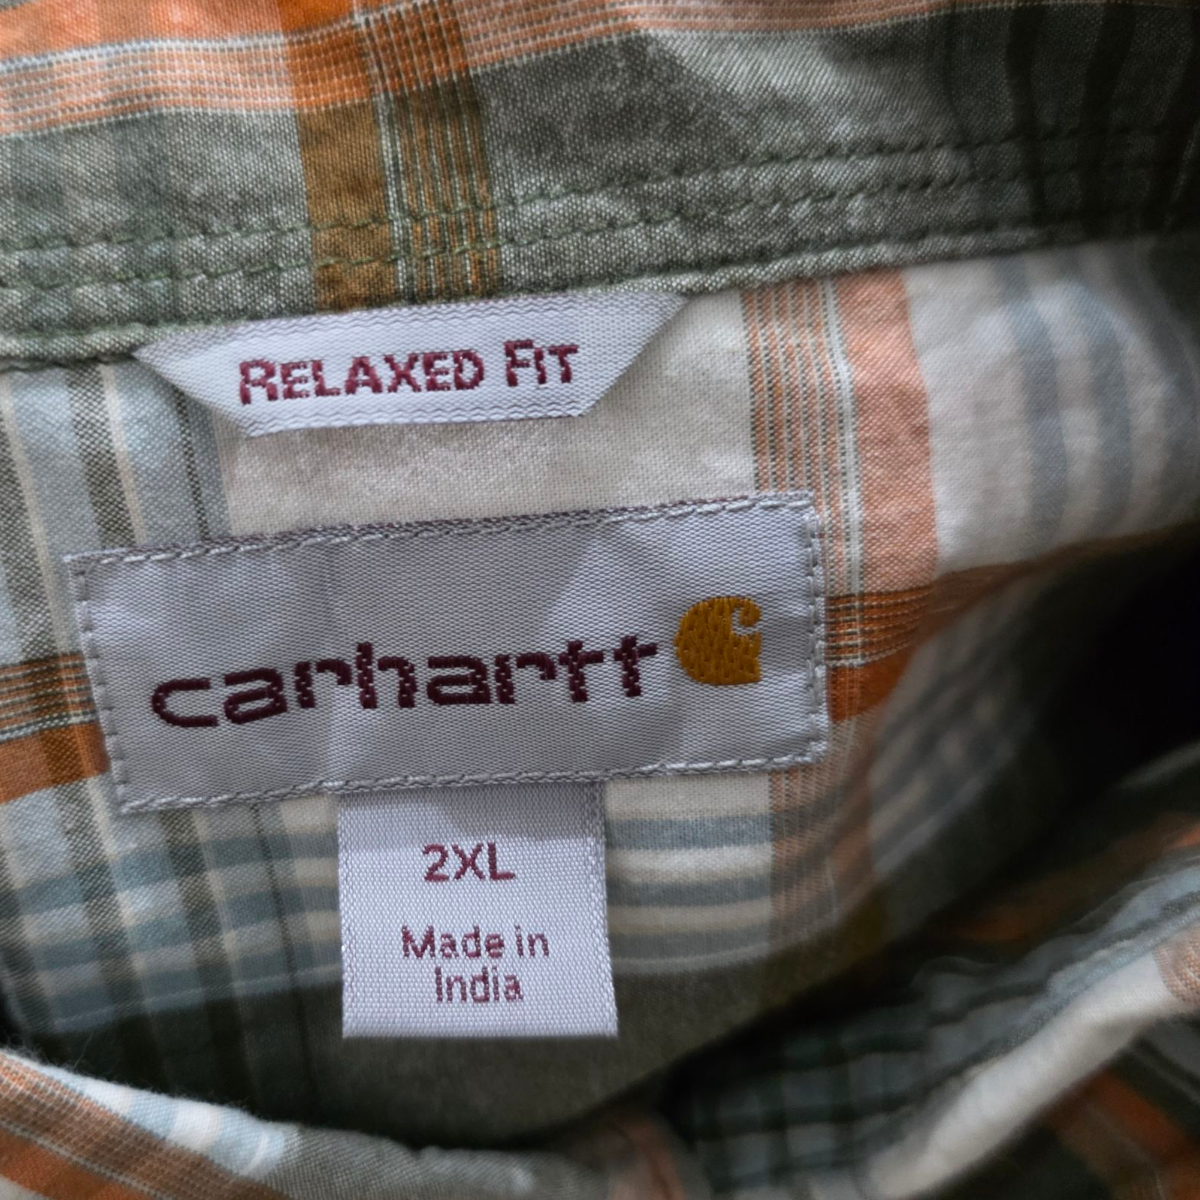 RELAXED FIT
carhartt
2XL
Made in
India